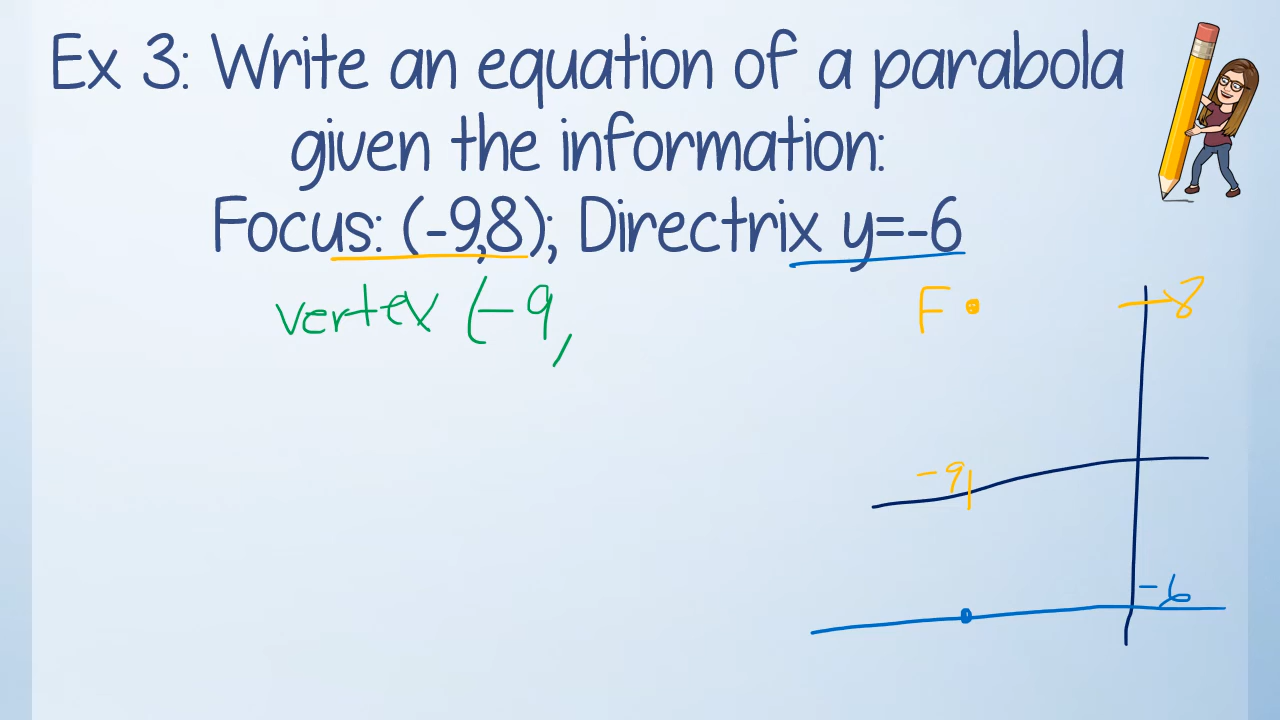 Ex 3: Write an equation of a parabola
given the information:
Focus: (-9,8); Directrix y=-6
vertex (-9,
F
8
-9
-6